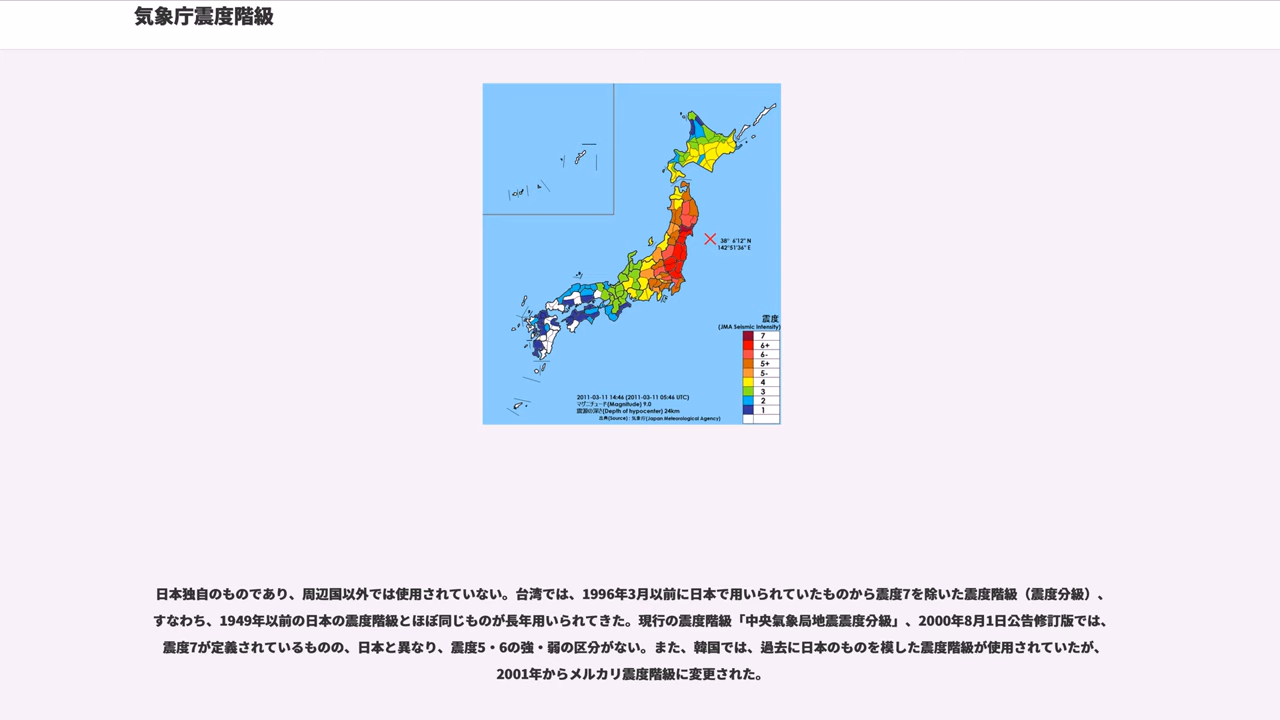 気象庁震度階級
38° 6'12" N
142°51'36" E
震度
(JMA Seismic Intensity)
7
6+
6-
5+
5-
4
3
2
1
2011-03-11 14:46 (2011-03-11 05:46 UTC)
マグニチュード(Magnitude) 9.0
震源の深さ(Depth of hypocenter) 24km
出典(Source) : 気象庁(Japan Meteorological Agency)
日本独自のものであり、周辺国以外では使用されていない。台湾では、1996年3月以前に日本で用いられていたものから震度7を除いた震度階級（震度分級）、
すなわち、1949年以前の日本の震度階級とほぼ同じものが長年用いられてきた。現行の震度階級「中央氣象局地震震度分級」、2000年8月1日公告修訂版では、
震度7が定義されているものの、日本と異なり、震度5・6の強・弱の区分がない。また、韓国では、過去に日本のものを模した震度階級が使用されていたが、
2001年からメルカリ震度階級に変更された。